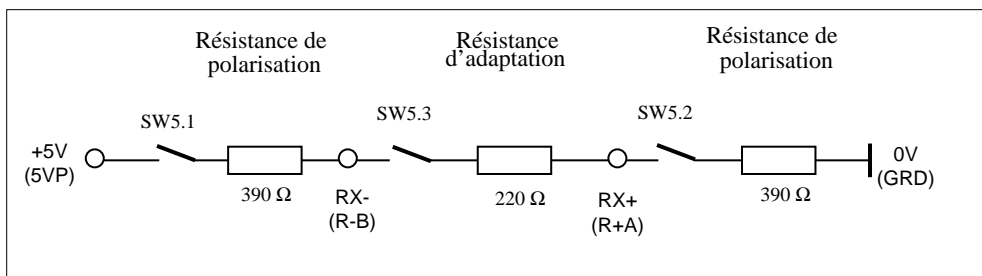 Résistance de
polarisation
Résistance
d'adaptation
Résistance de
polarisation
SW5.1
SW5.3
SW5.2
+5V
(5VP)
390 Ω
RX-
(R-B)
220 Ω
RX+
(R+A)
390 Ω
0V
(GRD)